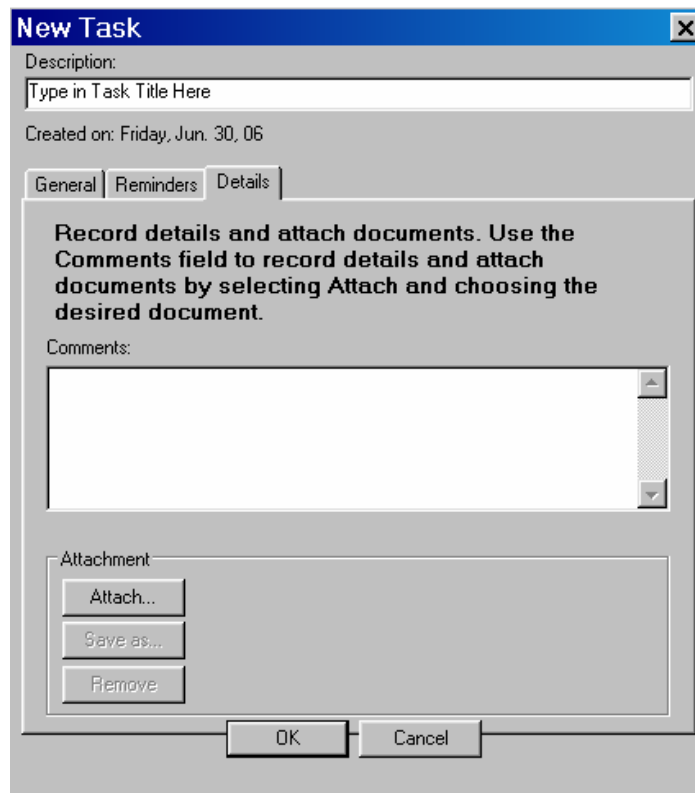 New Task
Description:
Type in Task Title Here
Created on: Friday, Jun. 30, 06
General Reminders Details
Record details and attach documents. Use the
Comments field to record details and attach
documents by selecting Attach and choosing the
desired document.
Comments:
Attachment
Attach...
Save as...
Remove
OK Cancel